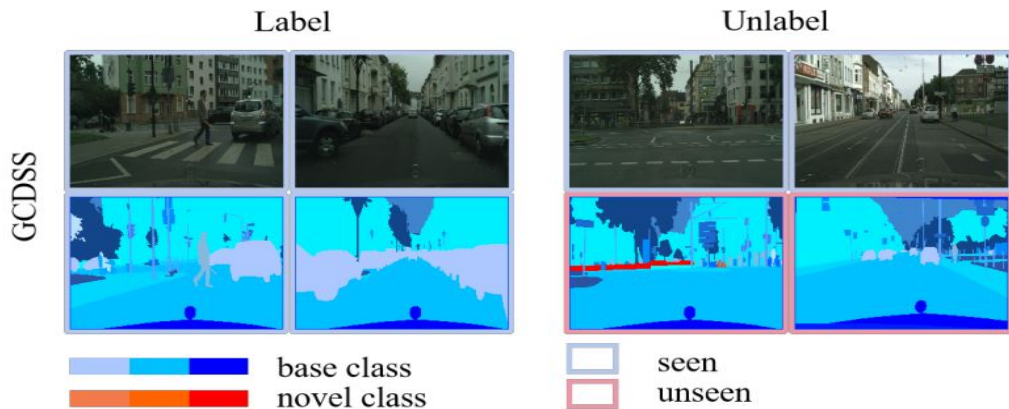 Label
Unlabel
GCDSS
base class
novel class
seen
unseen